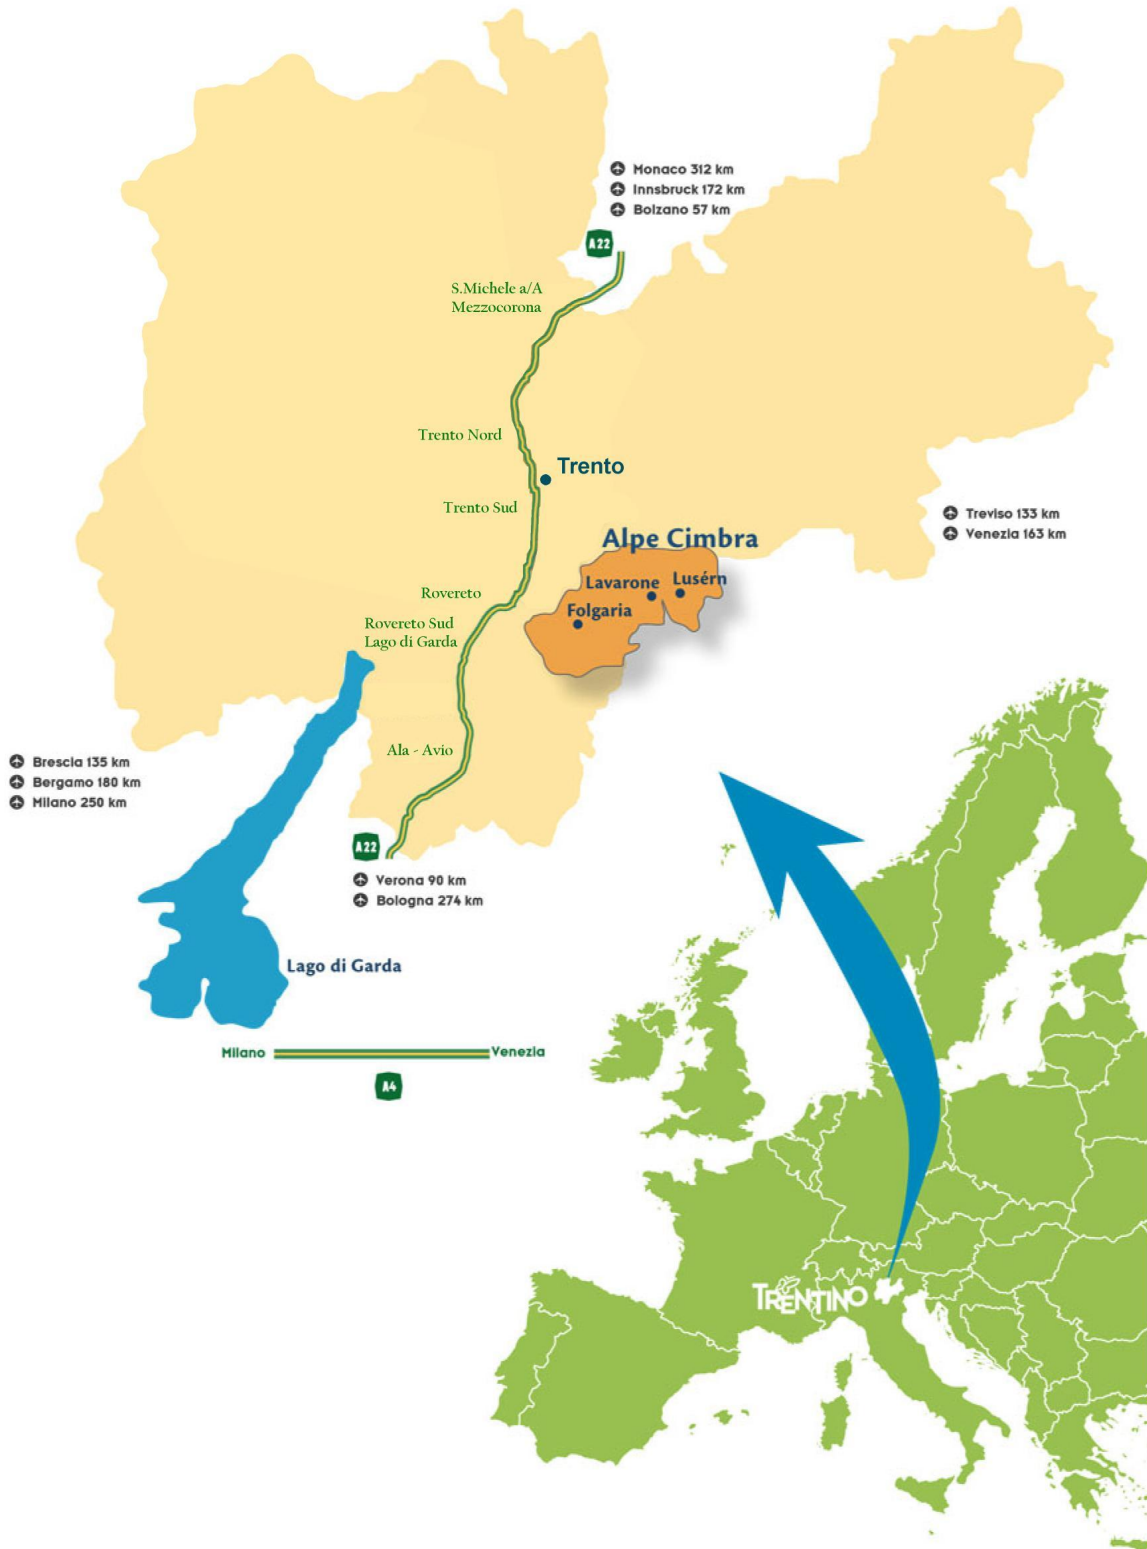 Monaco 312 km
Innsbruck 172 km
Bolzano 57 km
A22
S.Michele a/A
Mezzocorona
Trento Nord
Trento
Trento Sud
Treviso 133 km
Venezia 163 km
Alpe Cimbra
Lavarone
Lusérn
Folgaria
Rovereto
Rovereto Sud
Lago di Garda
Ala - Avio
Brescia 135 km
Bergamo 180 km
Milano 250 km
A22
Verona 90 km
Bologna 274 km
Lago di Garda
Milano
Venezia
A4
TRENTINO